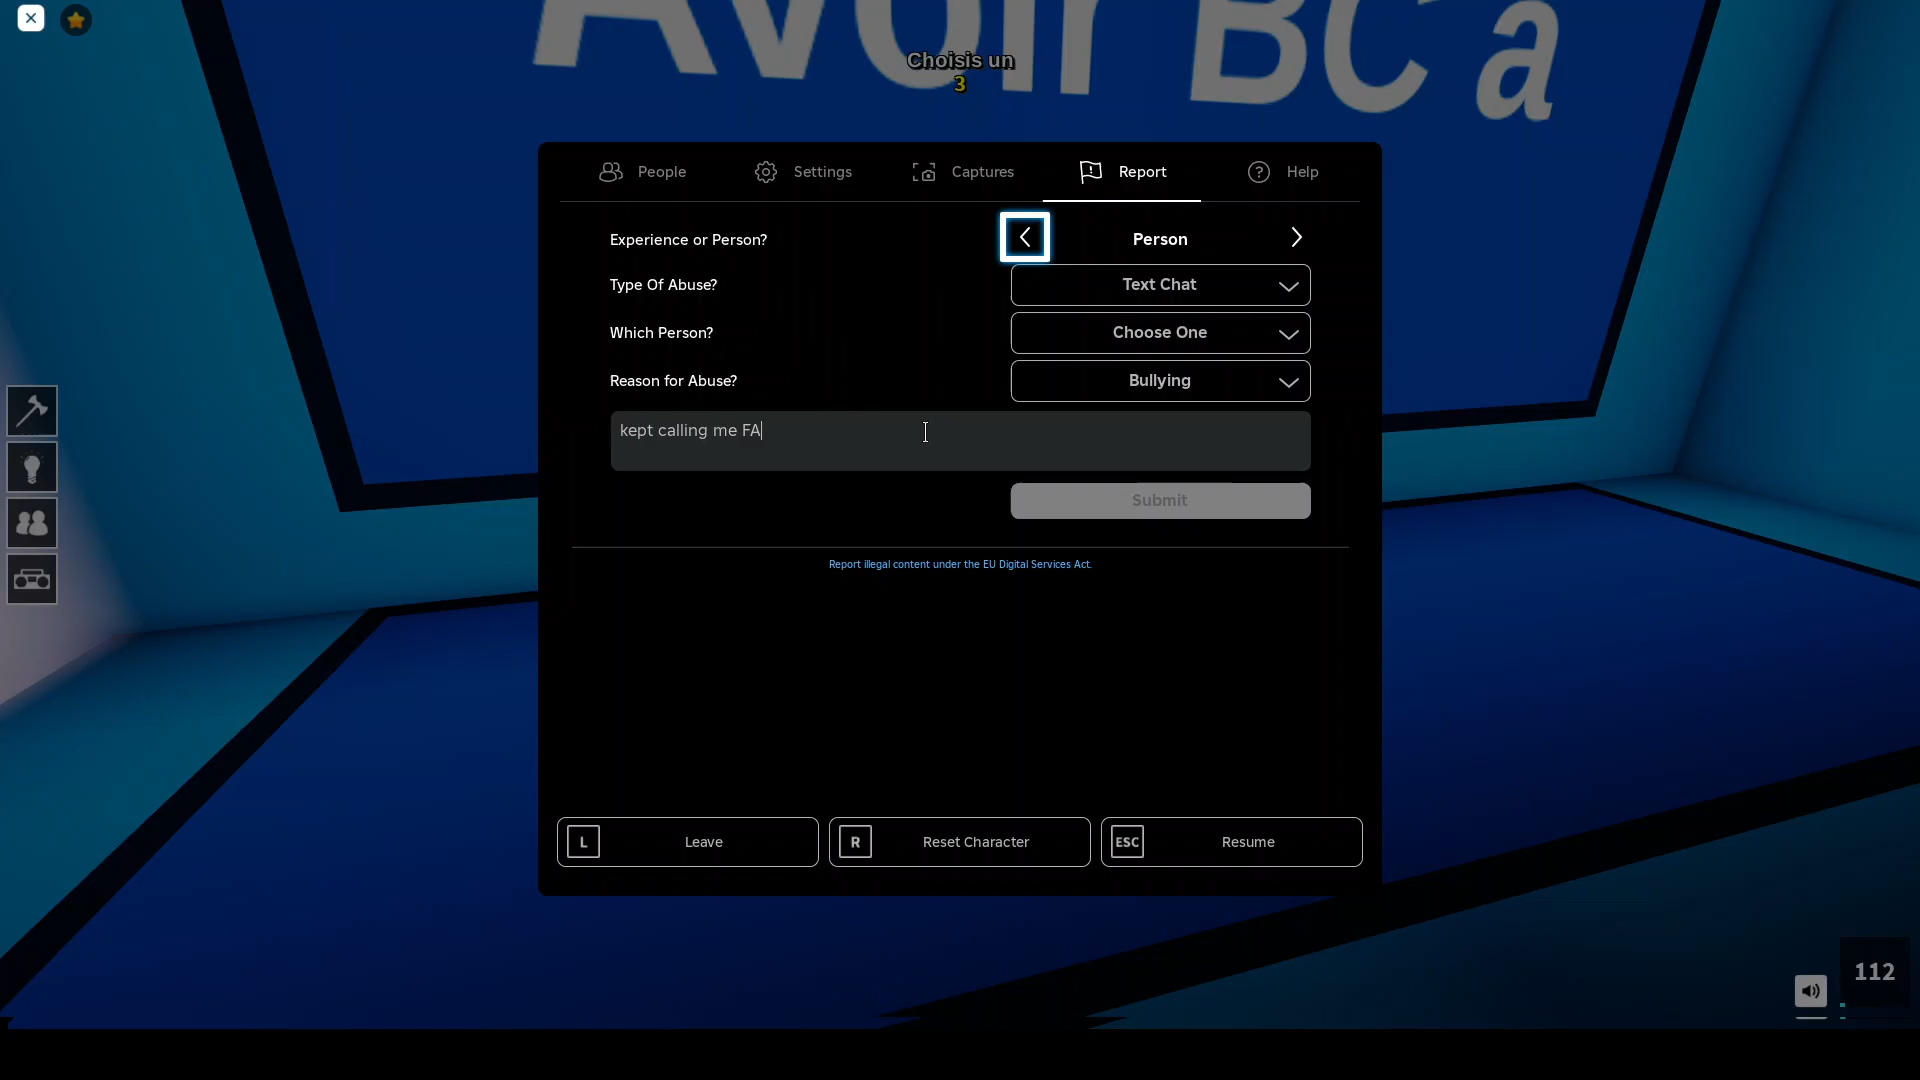 Avoir BC a
Choisis un
3
People
Settings
Captures
Report
Help
Experience or Person?
Person
Type Of Abuse?
Text Chat
Which Person?
Choose One
Reason for Abuse?
Bullying
kept calling me FA
Submit
Report illegal content under the EU Digital Services Act.
L
Leave
R
Reset Character
ESC
Resume
112